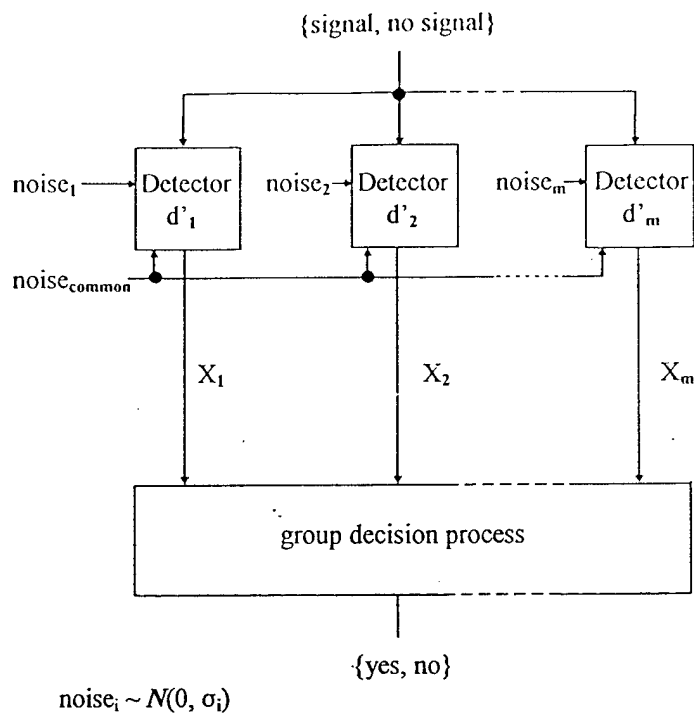 {signal, no signal}
noise₁
Detector
d'₁
noise₂
Detector
d'₂
noiseₘ
Detector
d'ₘ
noise_common
X₁
X₂
Xₘ
group decision process
{yes, no}
noiseᵢ ~ N(0, σᵢ)